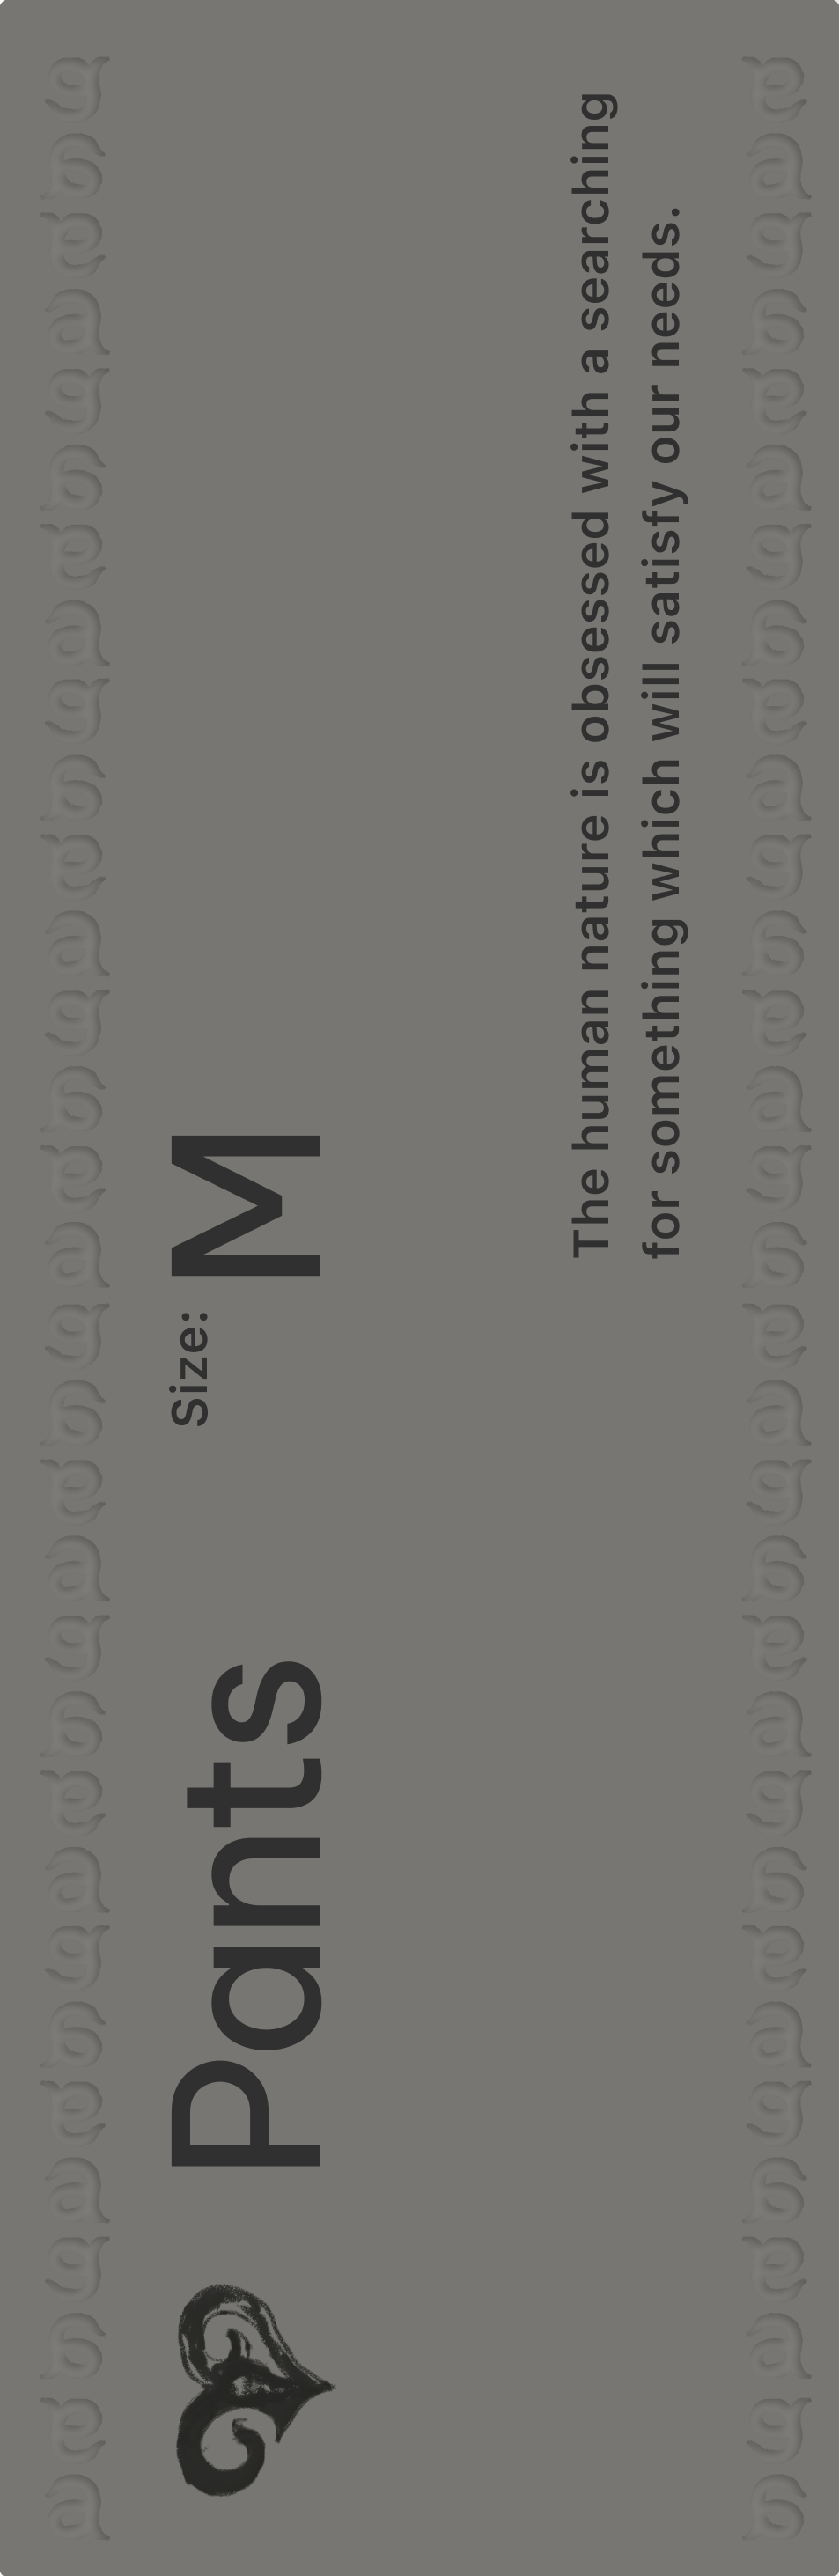 Pants
Size: M
The human nature is obsessed with a searching
for something which will satisfy our needs.